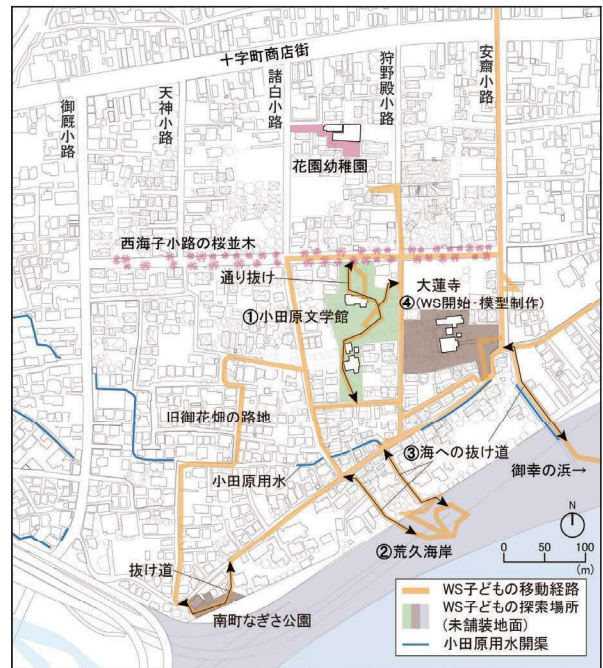 十字町商店街
御厩小路
天神小路
諸白小路
狩野殿小路
安齋小路
花園幼稚園
西海子小路の桜並木
通り抜け
大蓮寺
④(WS開始・模型制作)
①小田原文学館
旧御花畑の路地
③海への抜け道
小田原用水
御幸の浜→
②荒久海岸
抜け道
南町なぎさ公園
N
0 50 100
(m)
WS子どもの移動経路
WS子どもの探索場所
(未舗装地面)
小田原用水開渠